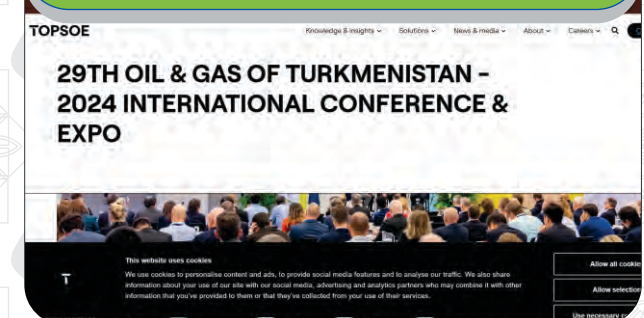 TOPSOE
Knowledge & insights Solutions News & media About Careers
29TH OIL & GAS OF TURKMENISTAN –
2024 INTERNATIONAL CONFERENCE &
EXPO
This website uses cookies
We use cookies to personalise content and ads, to provide social media features and to analyse our traffic. We also share
information about your use of our site with our social media, advertising and analytics partners who may combine it with other
information that you've provided to them or that they've collected from your use of their services.
Allow all cookie
Allow selection
Use necessary co